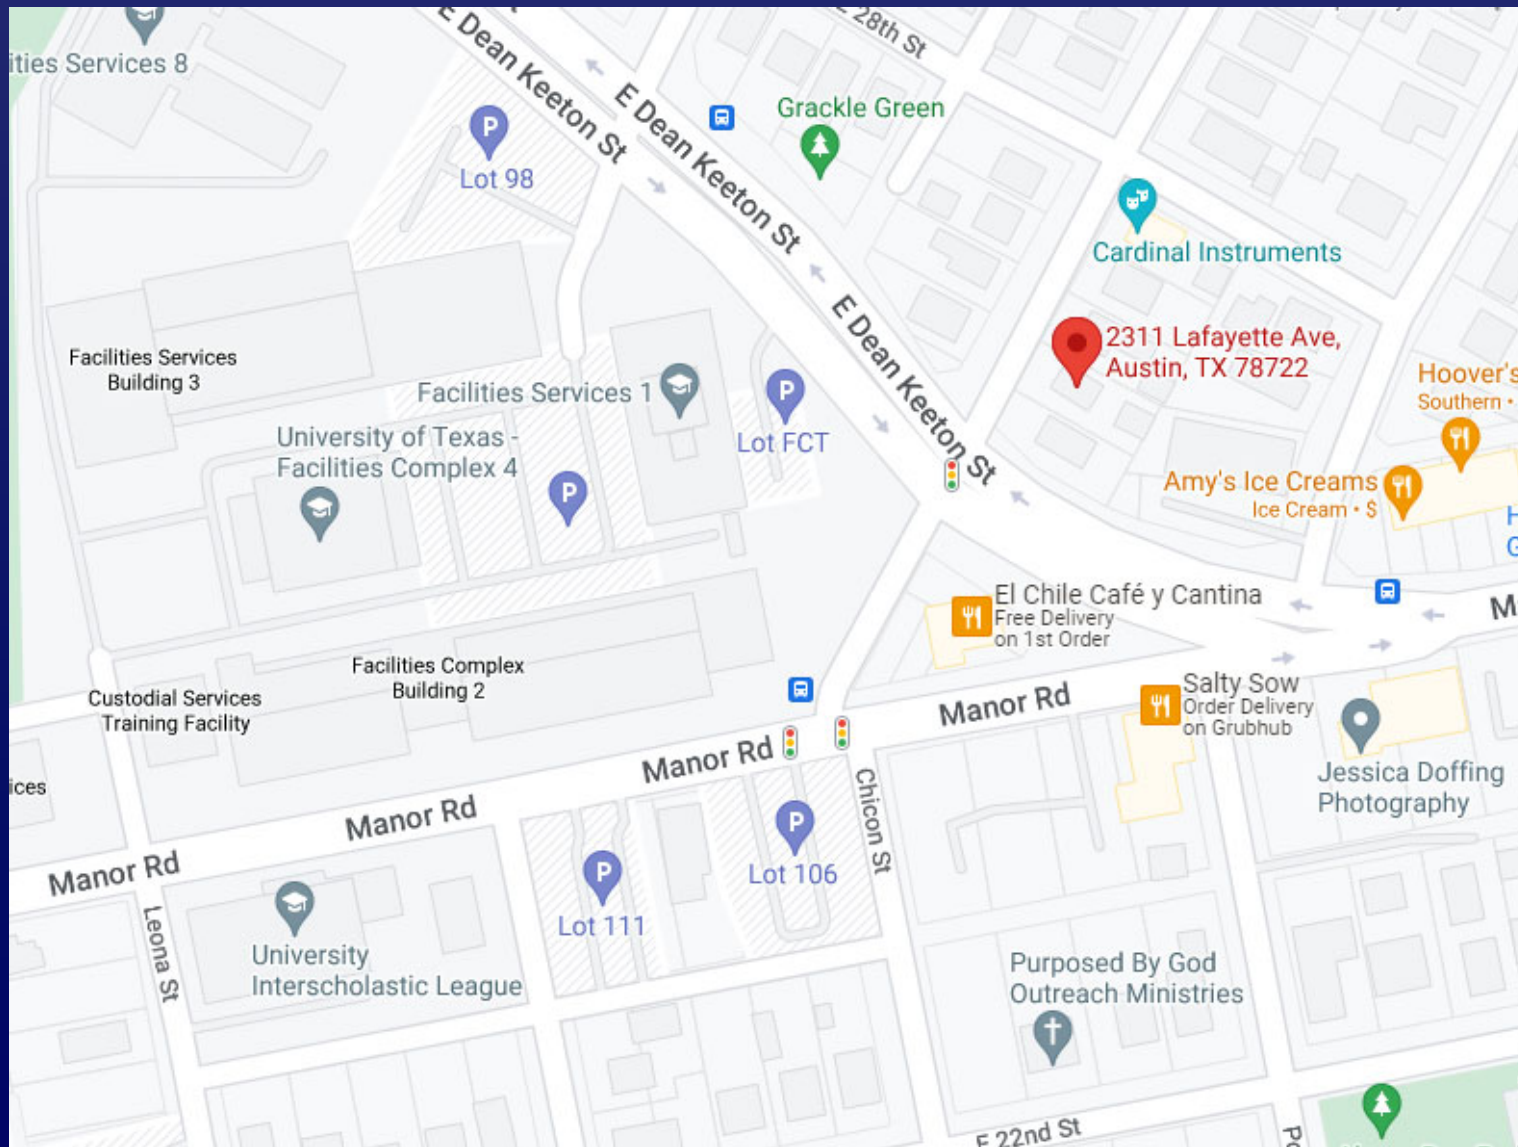 ities Services 8
E Dean Keeton St
E Dean Keeton St
28th St
Grackle Green
P
Lot 98
Cardinal Instruments
2311 Lafayette Ave,
Austin, TX 78722
E Dean Keeton St
Facilities Services
Building 3
Facilities Services 1
P
Lot FCT
Hoover's
Southern •
University of Texas -
Facilities Complex 4
P
Amy's Ice Creams
Ice Cream • $
El Chile Café y Cantina
Free Delivery
on 1st Order
Facilities Complex
Building 2
Custodial Services
Training Facility
Manor Rd
Salty Sow
Order Delivery
on Grubhub
Manor Rd
ices
Manor Rd
Manor Rd
Chicon St
Jessica Doffing
Photography
P
Lot 106
P
Lot 111
Leona St
University
Interscholastic League
Purposed By God
Outreach Ministries
E 22nd St